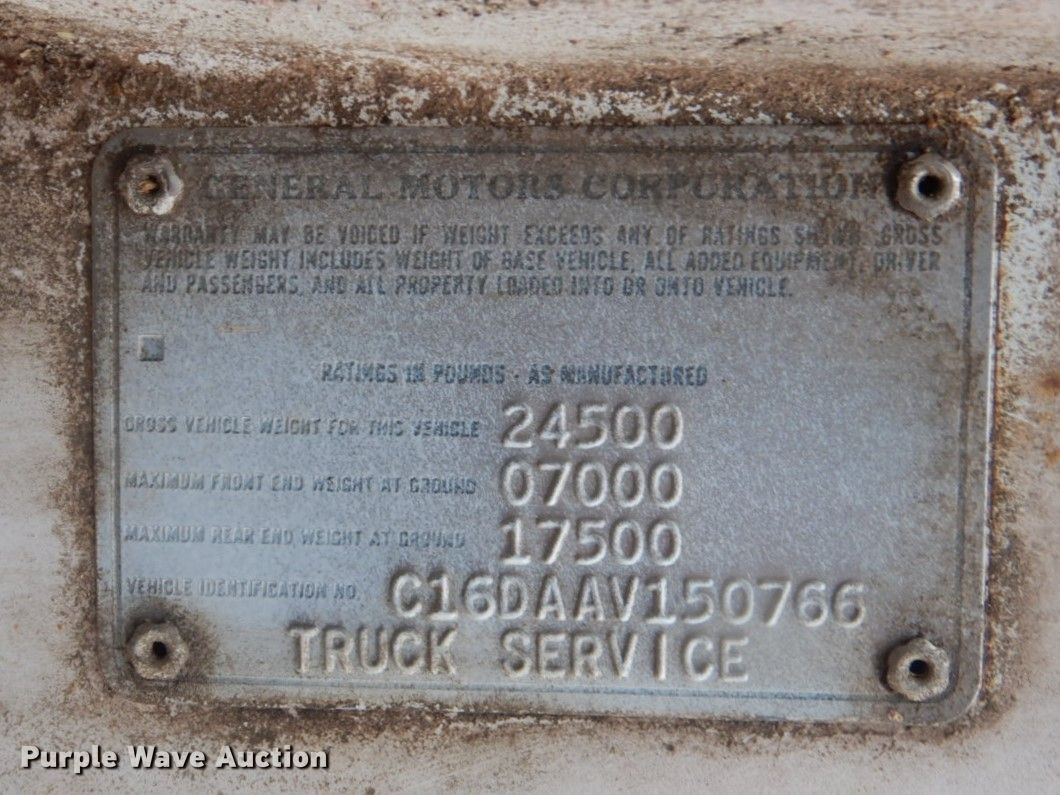 GENERAL MOTORS CORPORATION
WARRANTY MAY BE VOIDED IF WEIGHT EXCEEDS ANY OF RATINGS SHOWN. GROSS
VEHICLE WEIGHT INCLUDES WEIGHT OF BASE VEHICLE, ALL ADDED EQUIPMENT, DRIVER
AND PASSENGERS, AND ALL PROPERTY LOADED INTO OR ONTO VEHICLE.
RATINGS IN POUNDS - AS MANUFACTURED
GROSS VEHICLE WEIGHT FOR THIS VEHICLE 24500
MAXIMUM FRONT END WEIGHT AT GROUND 07000
MAXIMUM REAR END WEIGHT AT GROUND 17500
VEHICLE IDENTIFICATION NO. C16DAAV150766
TRUCK SERVICE
Purple Wave Auction